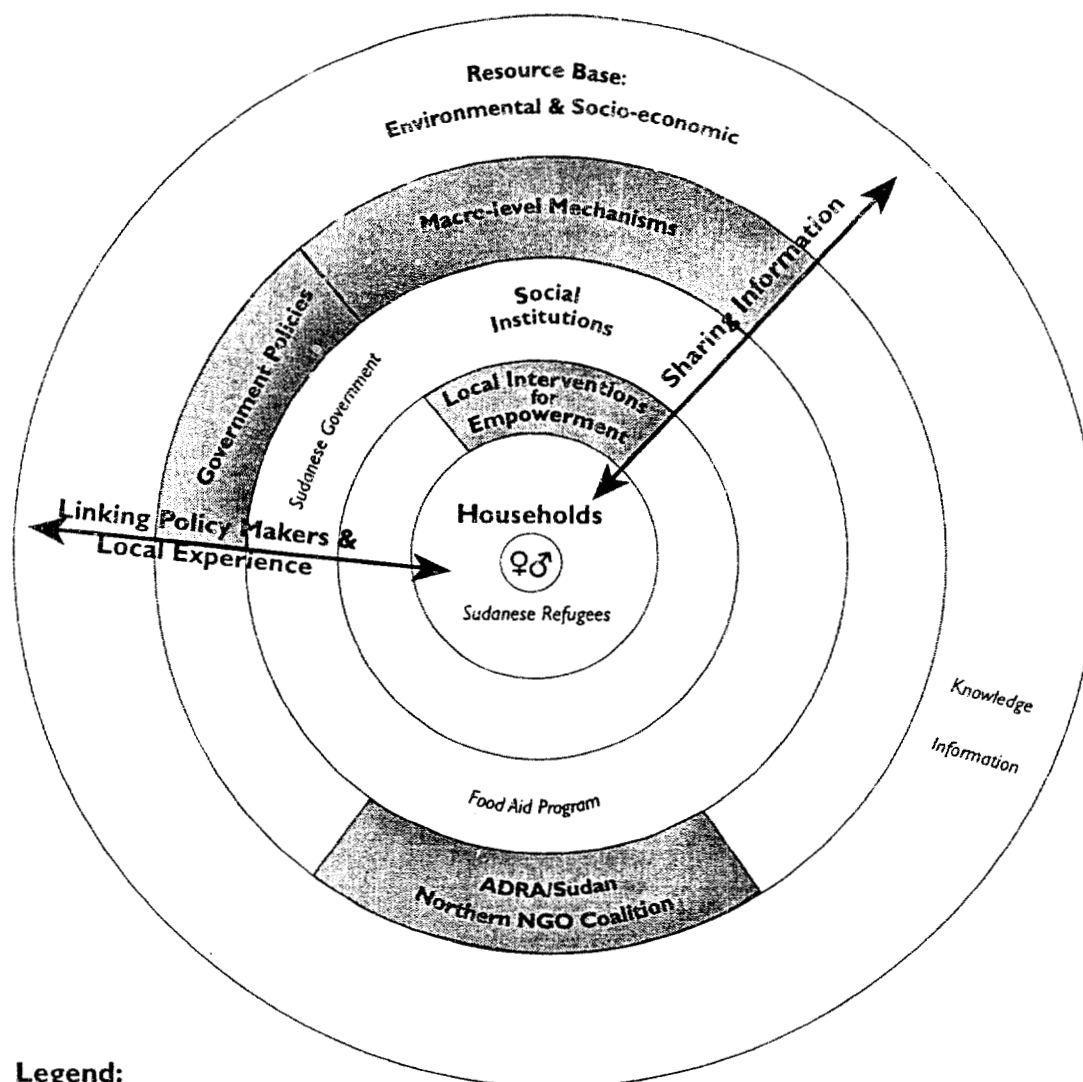 Resource Base:
Environmental & Socio-economic
Macro-level Mechanisms
Sharing Information
Government Policies
Social
Institutions
Sudanese Government
Local Interventions
for
Empowerment
Households
Linking Policy Makers &
Local Experience
♀♂
Sudanese Refugees
Knowledge
Information
Food Aid Program
ADRA/Sudan
Northern NGO Coalition
Legend: